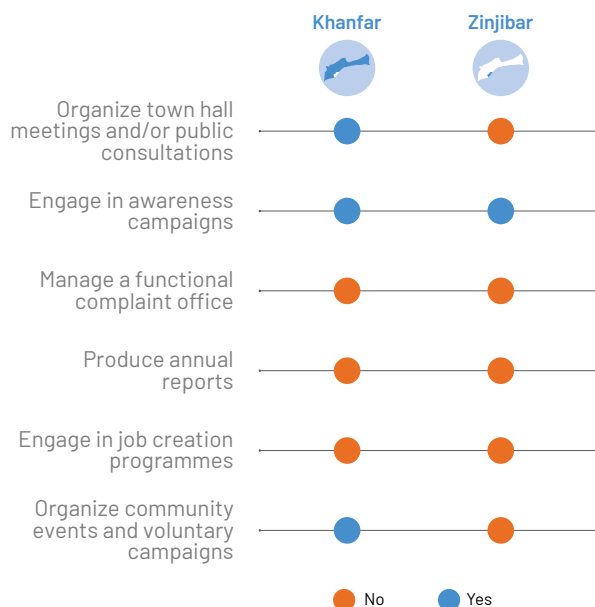 Khanfar
Zinjibar
Organize town hall
meetings and/or public
consultations
Engage in awareness
campaigns
Manage a functional
complaint office
Produce annual
reports
Engage in job creation
programmes
Organize community
events and voluntary
campaigns
No
Yes